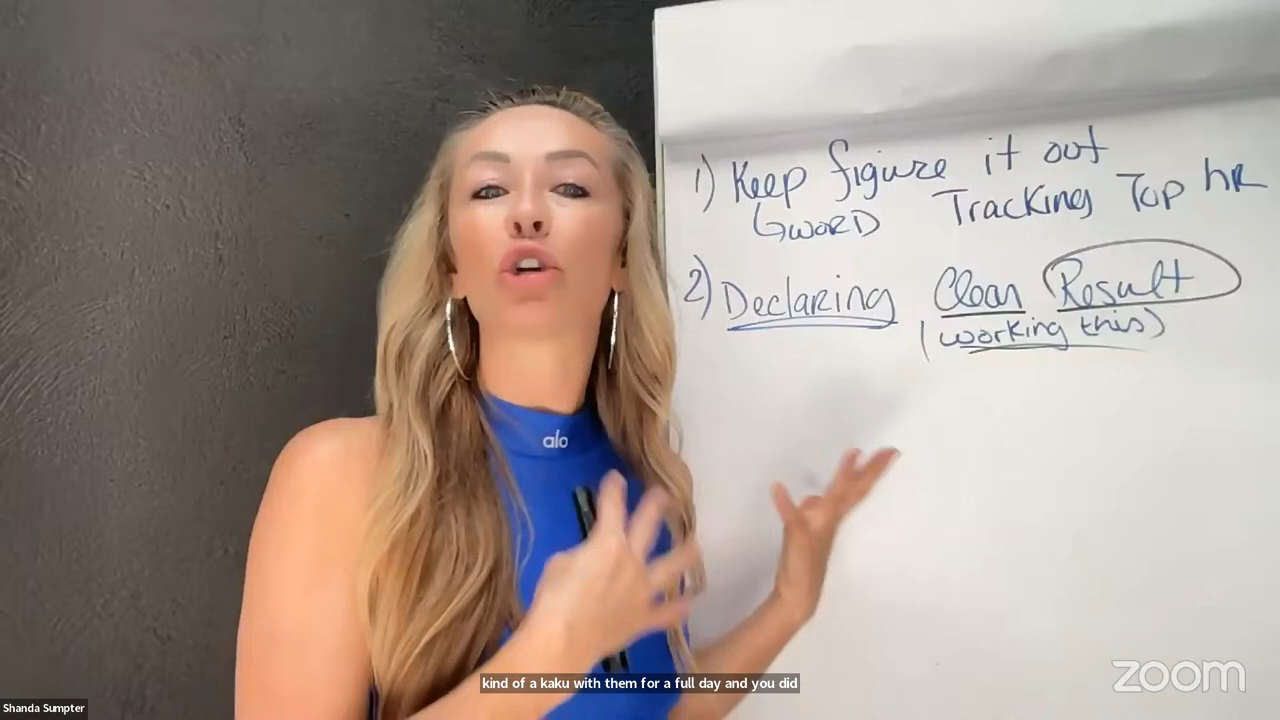 1) Keep figure it out
↳ WORD Tracking Top hR
2) Declaring Clear Result
(working this)
alo
kind of a kaku with them for a full day and you did
zoom
Shanda Sumpter